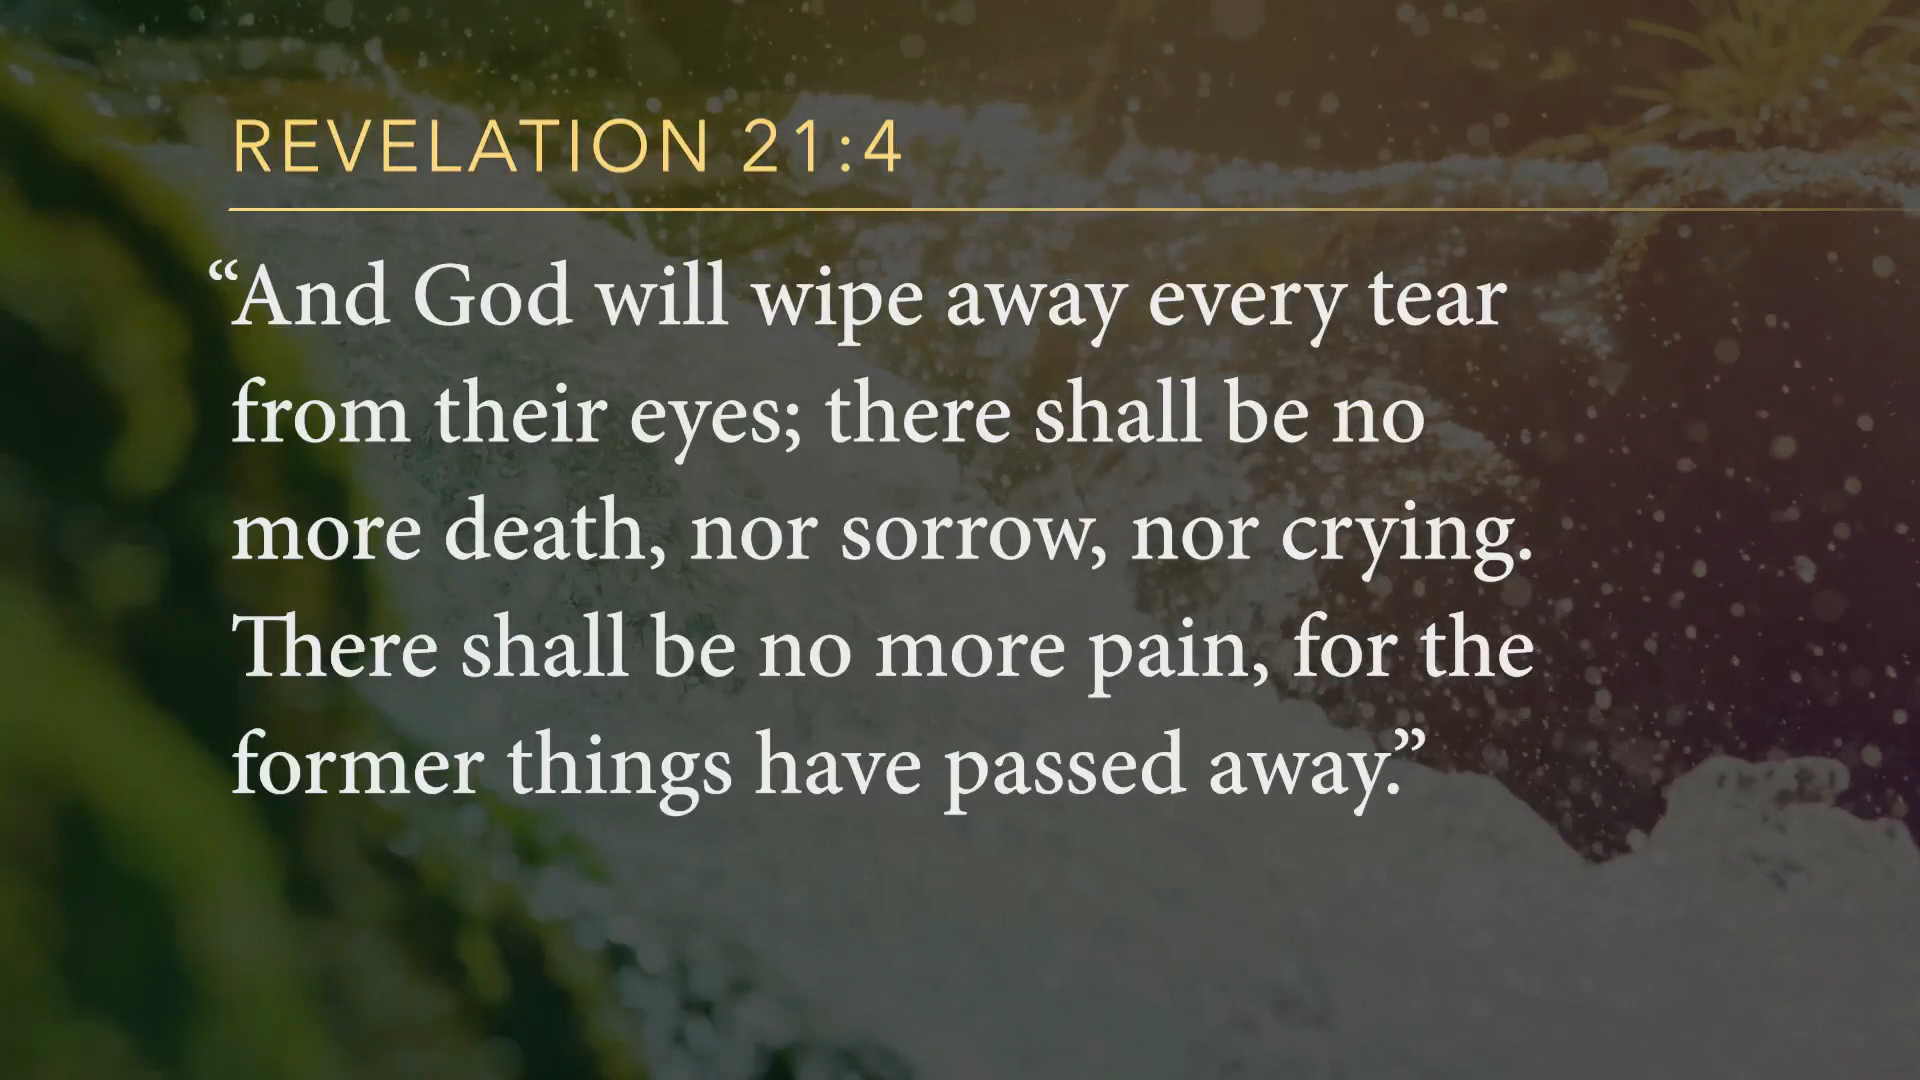 REVELATION 21:4
“And God will wipe away every tear
from their eyes; there shall be no
more death, nor sorrow, nor crying.
There shall be no more pain, for the
former things have passed away.”